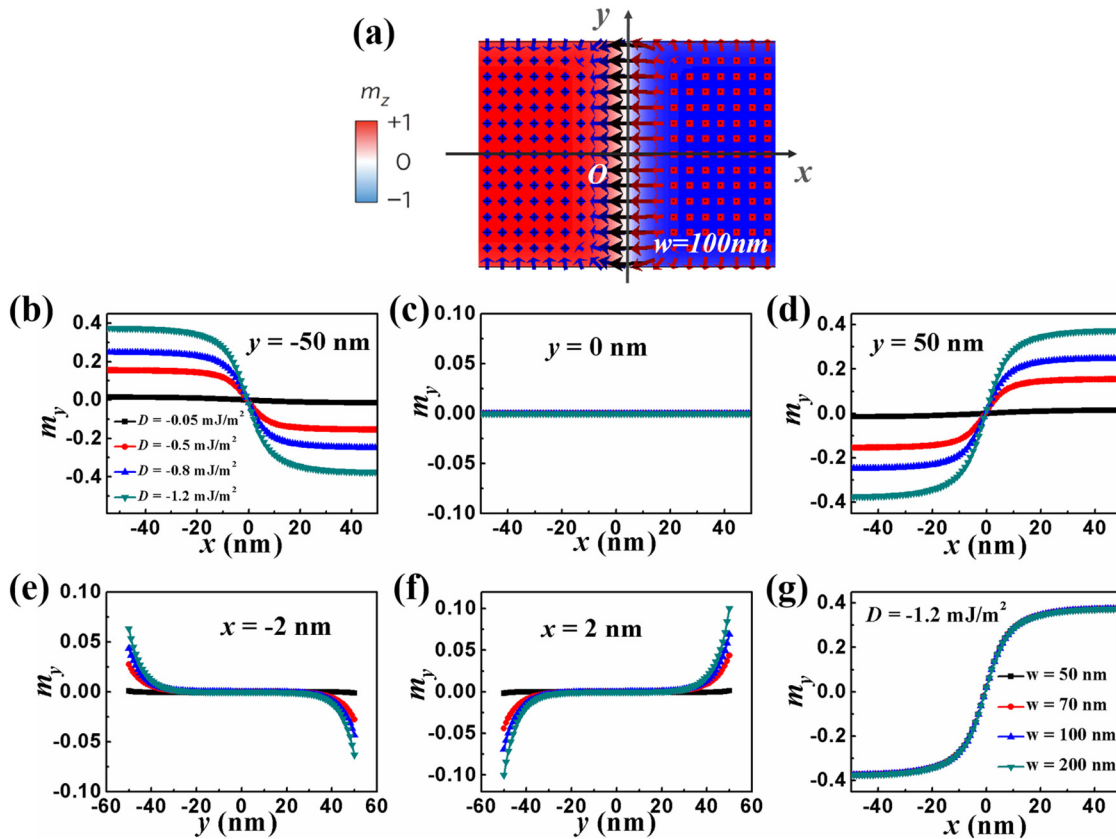 (a)
y
m_z
+1
0
−1
O
x
w=100nm
(b)
y = -50 nm
m_y
0.4
0.2
0.0
-0.2
-0.4
D = -0.05 mJ/m²
D = -0.5 mJ/m²
D = -0.8 mJ/m²
D = -1.2 mJ/m²
-40 -20 0 20 40
x (nm)
(c)
y = 0 nm
m_y
0.10
0.05
0.00
-0.05
-0.10
-40 -20 0 20 40
x (nm)
(d)
y = 50 nm
m_y
0.4
0.2
0.0
-0.2
-0.4
-40 -20 0 20 40
x (nm)
(e)
x = -2 nm
m_y
0.10
0.05
0.00
-0.05
-0.10
-60 -40 -20 0 20 40 60
y (nm)
(f)
x = 2 nm
m_y
0.10
0.05
0.00
-0.05
-0.10
-60 -40 -20 0 20 40 60
y (nm)
(g)
D = -1.2 mJ/m²
m_y
0.4
0.2
0.0
-0.2
-0.4
w = 50 nm
w = 70 nm
w = 100 nm
w = 200 nm
-40 -20 0 20 40
x (nm)